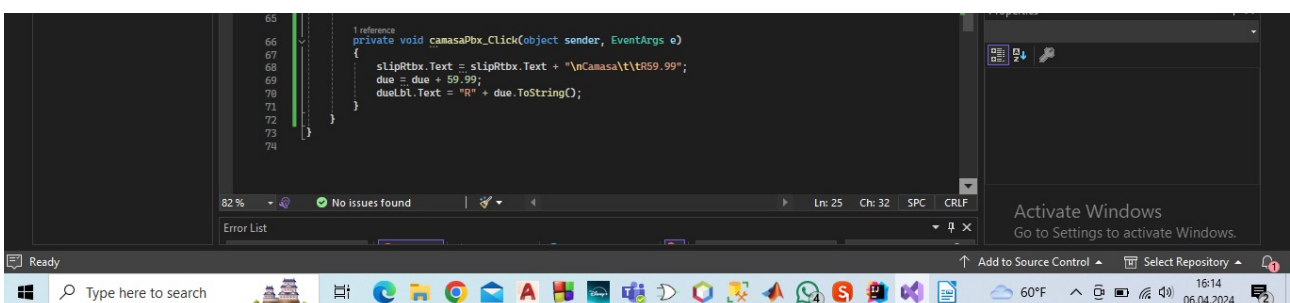 65
1 reference
66 private void camasaPbx_Click(object sender, EventArgs e)
67 {
68 slipRtbx.Text = slipRtbx.Text + "\nCamasa\t\tR59.99";
69 due = due + 59.99;
70 dueLbl.Text = "R" + due.ToString();
71 }
72 }
73 }
74
82 % No issues found Ln: 25 Ch: 32 SPC CRLF
Error List
Activate Windows
Go to Settings to activate Windows.
Ready Add to Source Control Select Repository 1
Type here to search 60°F 16:14
06.04.2024 2